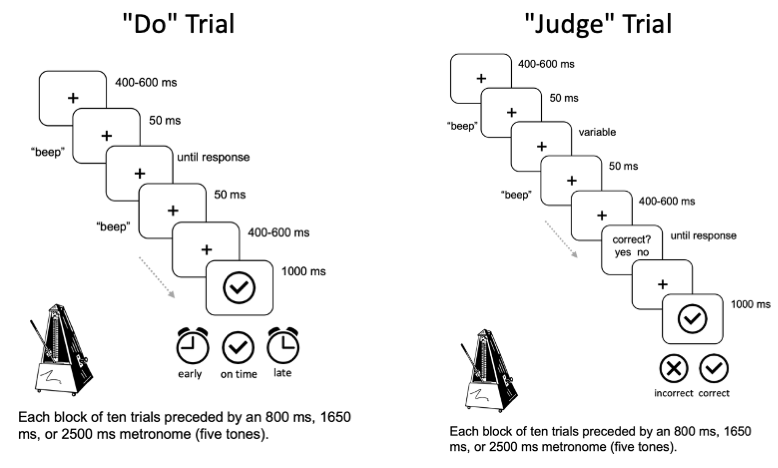 "Do" Trial
400-600 ms
50 ms
"beep"
until response
50 ms
"beep"
400-600 ms
1000 ms
early on time late
Each block of ten trials preceded by an 800 ms, 1650
ms, or 2500 ms metronome (five tones).
"Judge" Trial
400-600 ms
50 ms
"beep"
variable
50 ms
"beep"
400-600 ms
correct?
yes no
until response
1000 ms
incorrect correct
Each block of ten trials preceded by an 800 ms, 1650
ms, or 2500 ms metronome (five tones).